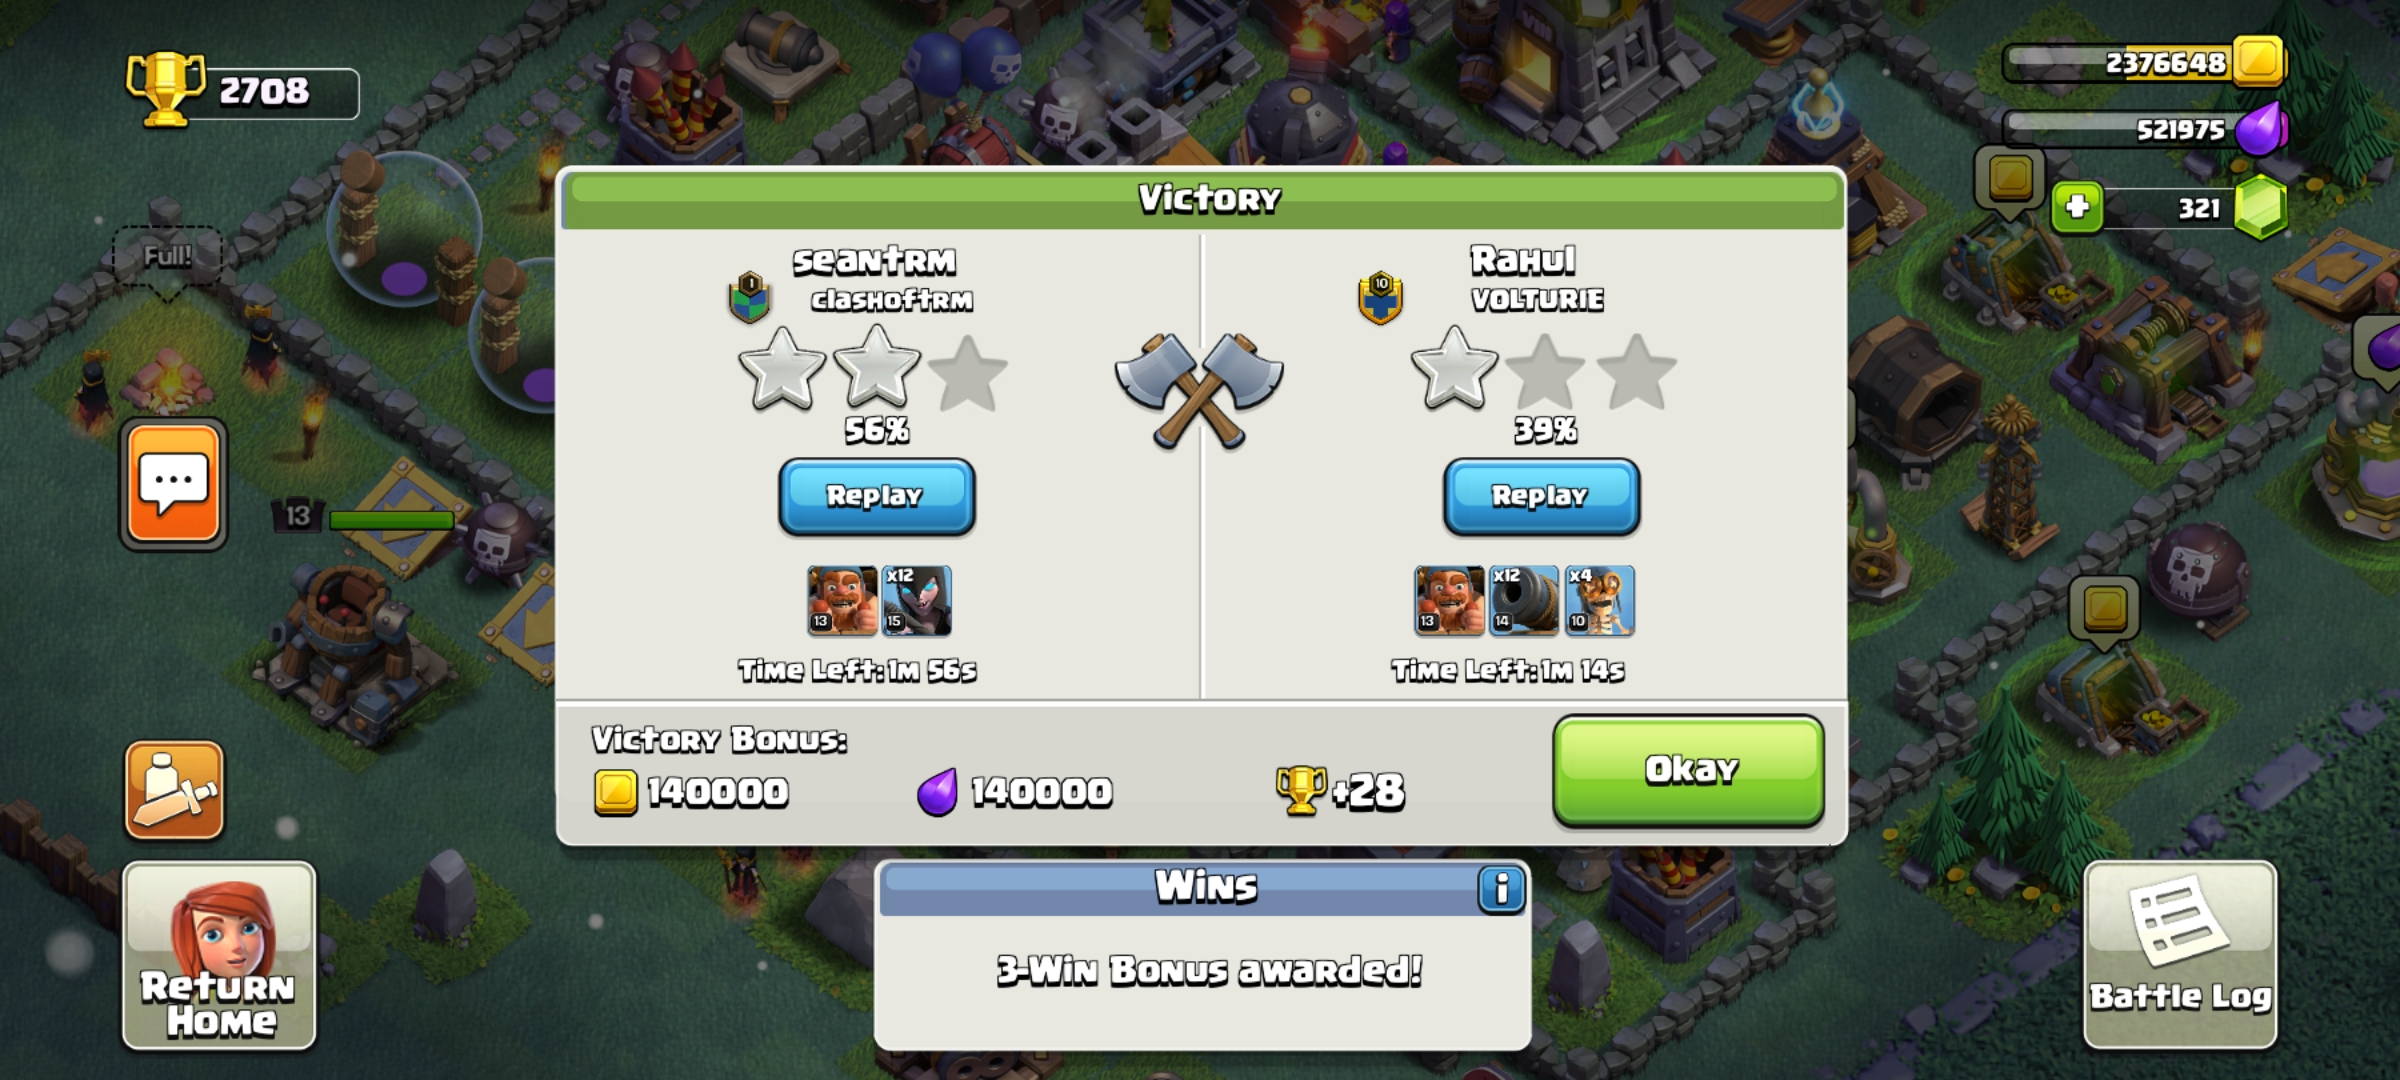 2708
2376648
521975
321
Full!
Victory
seantrm
clashoftrm
1
Rahul
VOLTURIE
10
56%
39%
Replay
Replay
13
13
x12
15
13
x12
14
x4
10
Time Left: 1m 56s
Time Left: 1m 14s
Victory Bonus:
140000
140000
+28
Okay
Wins
i
3-Win Bonus awarded!
Return
Home
Battle Log